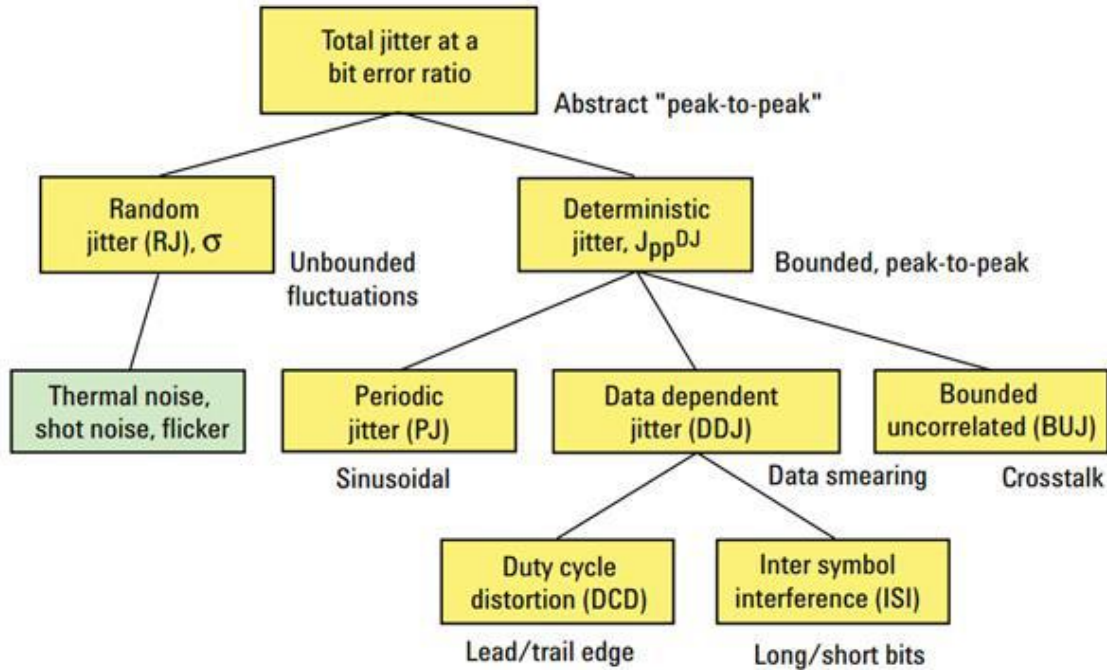 Total jitter at a
bit error ratio
Abstract "peak-to-peak"
Random
jitter (RJ), σ
Unbounded
fluctuations
Deterministic
jitter, JppDJ
Bounded, peak-to-peak
Thermal noise,
shot noise, flicker
Periodic
jitter (PJ)
Sinusoidal
Data dependent
jitter (DDJ)
Data smearing
Bounded
uncorrelated (BUJ)
Crosstalk
Duty cycle
distortion (DCD)
Lead/trail edge
Inter symbol
interference (ISI)
Long/short bits